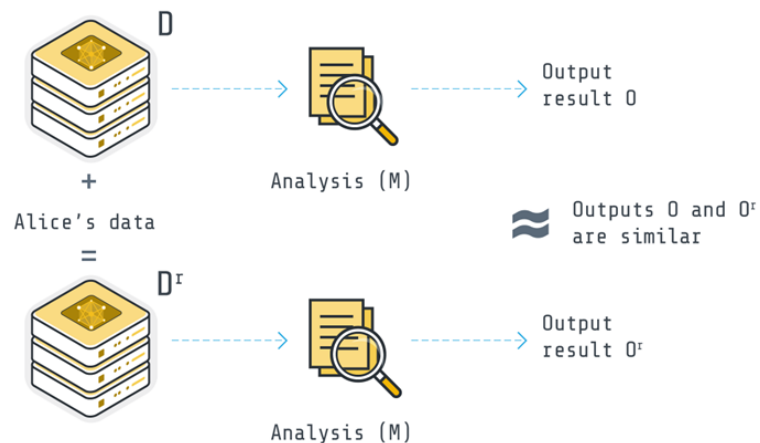 D
Output
result O
+
Analysis (M)
Alice's data
Outputs O and Oʳ
are similar
=
Dʳ
Output
result Oʳ
Analysis (M)